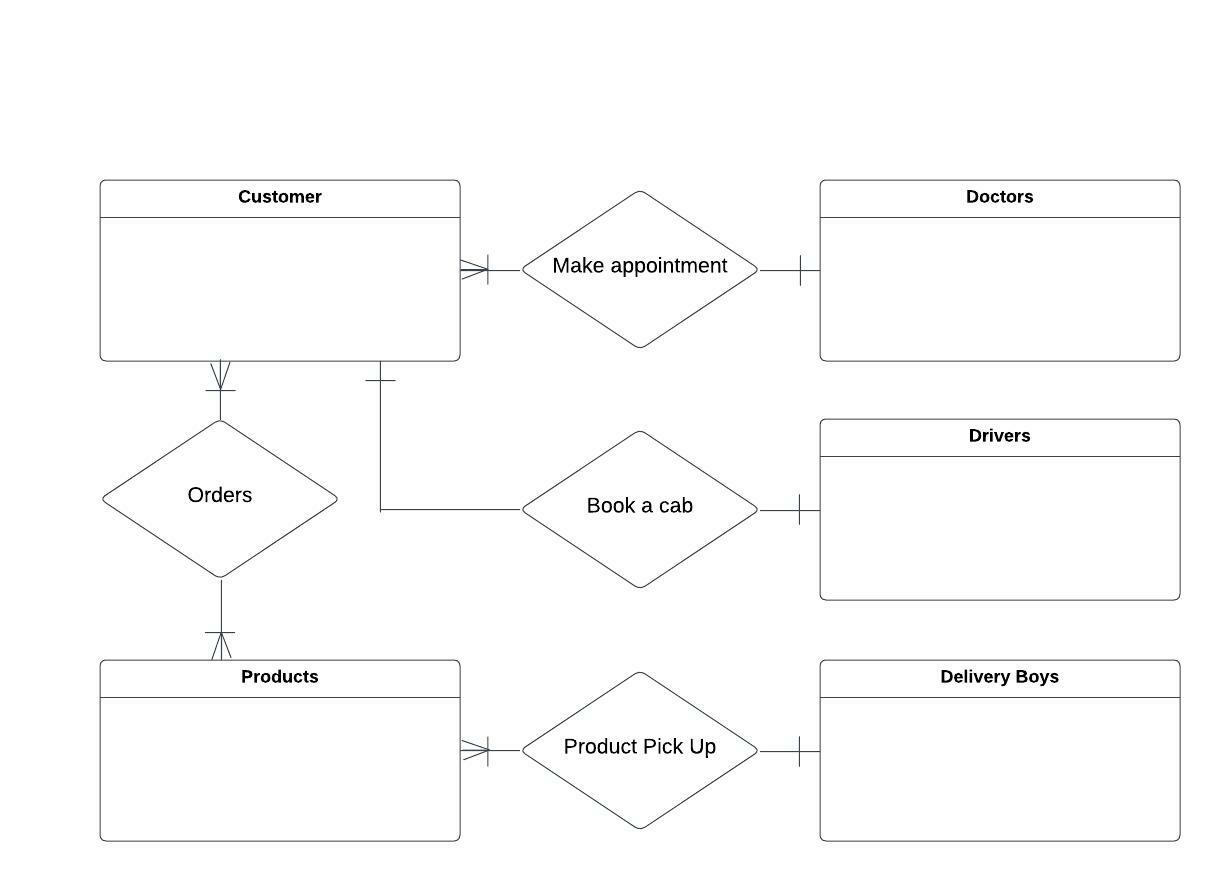 Customer
Doctors
Make appointment
Drivers
Orders
Book a cab
Products
Delivery Boys
Product Pick Up